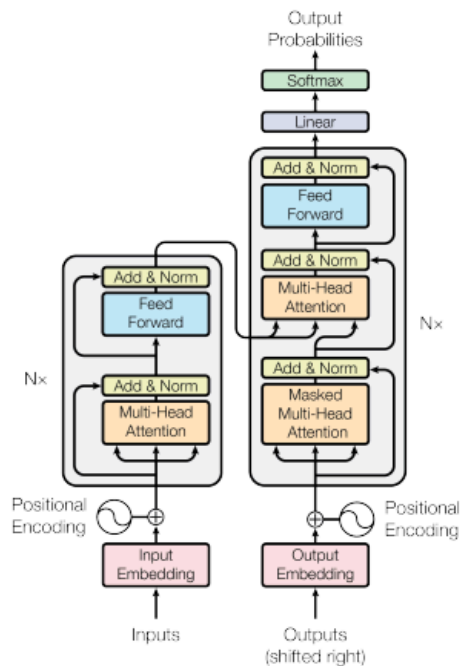 Output
Probabilities
Softmax
Linear
Add & Norm
Feed
Forward
Add & Norm
Multi-Head
Attention
Nx
Add & Norm
Masked
Multi-Head
Attention
Positional
Encoding
Output
Embedding
Outputs
(shifted right)
Add & Norm
Feed
Forward
Nx
Add & Norm
Multi-Head
Attention
Positional
Encoding
Input
Embedding
Inputs